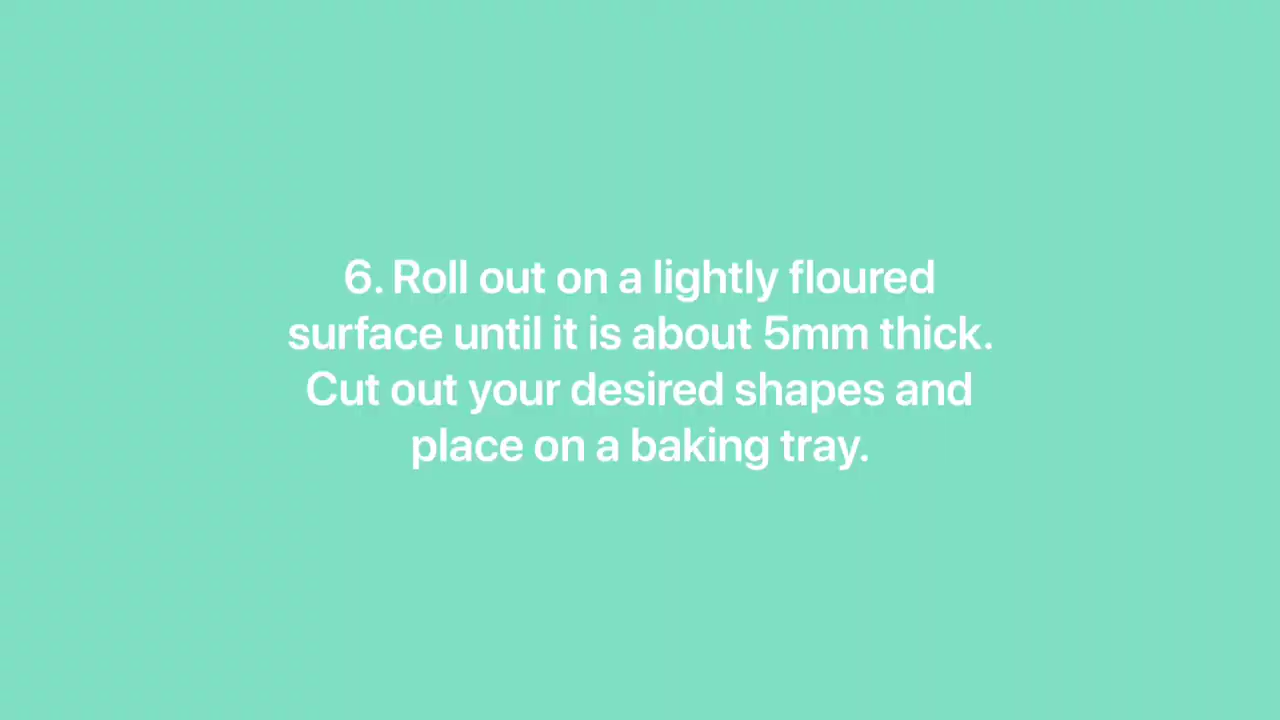 6. Roll out on a lightly floured
surface until it is about 5mm thick.
Cut out your desired shapes and
place on a baking tray.